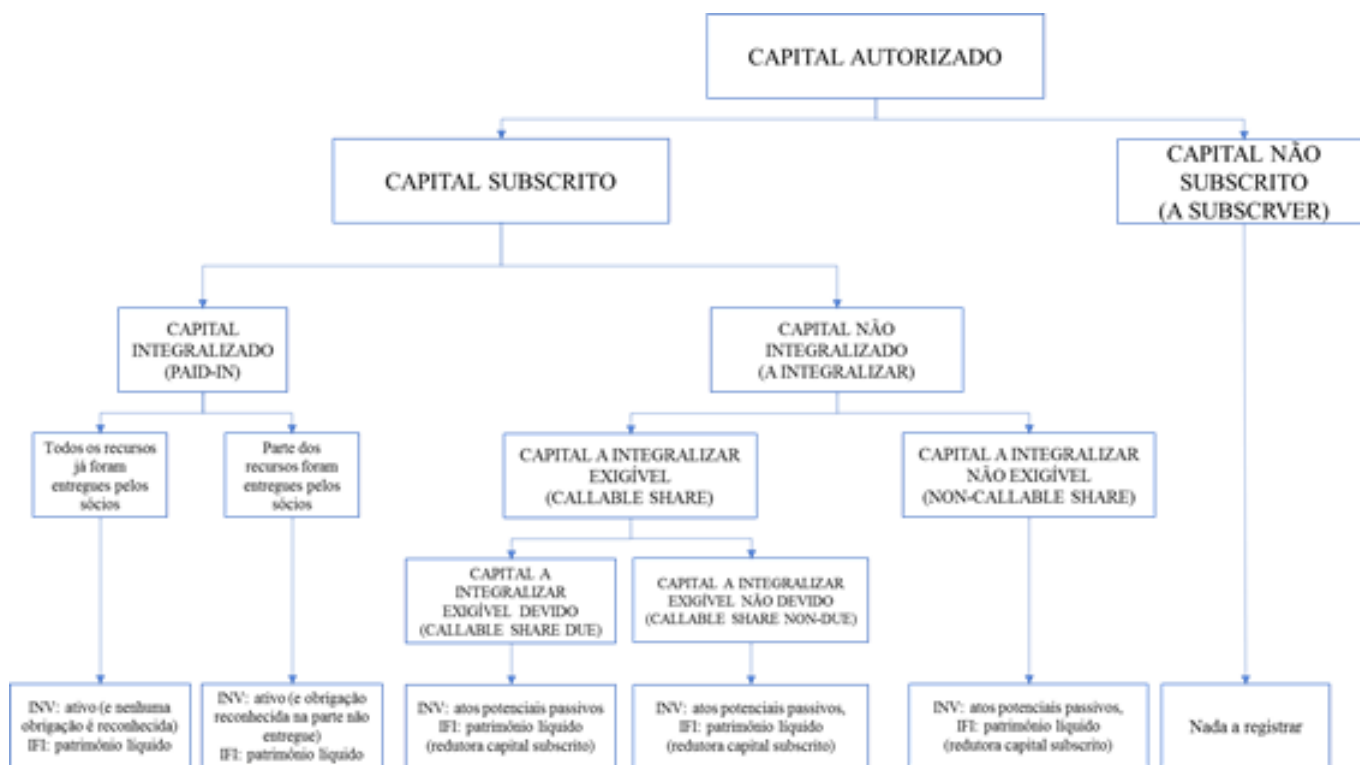 CAPITAL AUTORIZADO
CAPITAL SUBSCRITO
CAPITAL NÃO
SUBSCRITO
(A SUBSCRVER)
CAPITAL
INTEGRALIZADO
(PAID-IN)
CAPITAL NÃO
INTEGRALIZADO
(A INTEGRALIZAR)
Todos os recursos
já foram
entregues pelos
sócios
Parte dos
recursos foram
entregues pelos
sócios
CAPITAL A INTEGRALIZAR
EXIGÍVEL
(CALLABLE SHARE)
CAPITAL A INTEGRALIZAR
NÃO EXIGÍVEL
(NON-CALLABLE SHARE)
CAPITAL A
INTEGRALIZAR
EXIGÍVEL DEVIDO
(CALLABLE SHARE DUE)
CAPITAL A INTEGRALIZAR
EXIGÍVEL NÃO DEVIDO
(CALLABLE SHARE NON-DUE)
INV: ativo (e nenhuma
obrigação é reconhecida)
IFI: patrimônio líquido
INV: ativo (e obrigação
reconhecida na parte não
entregue)
IFI: patrimônio líquido
INV: atos potenciais passivos
IFI: patrimônio líquido
(redutora capital subscrito)
INV: atos potenciais passivos,
IFI: patrimônio líquido
(redutora capital subscrito)
INV: atos potenciais passivos,
IFI: patrimônio líquido
(redutora capital subscrito)
Nada a registrar